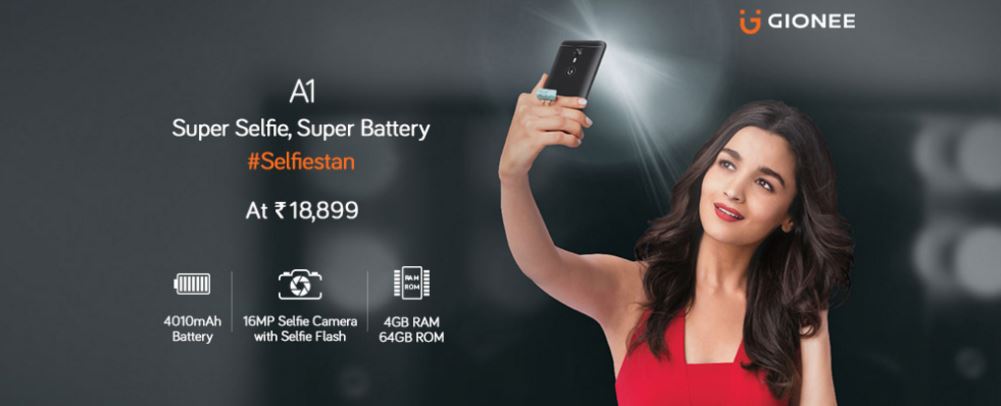 GIONEE
A1
Super Selfie, Super Battery
#Selfiestan
At ₹ 18,899
4010mAh
Battery
16MP Selfie Camera
with Selfie Flash
RAM
ROM
4GB RAM
64GB ROM